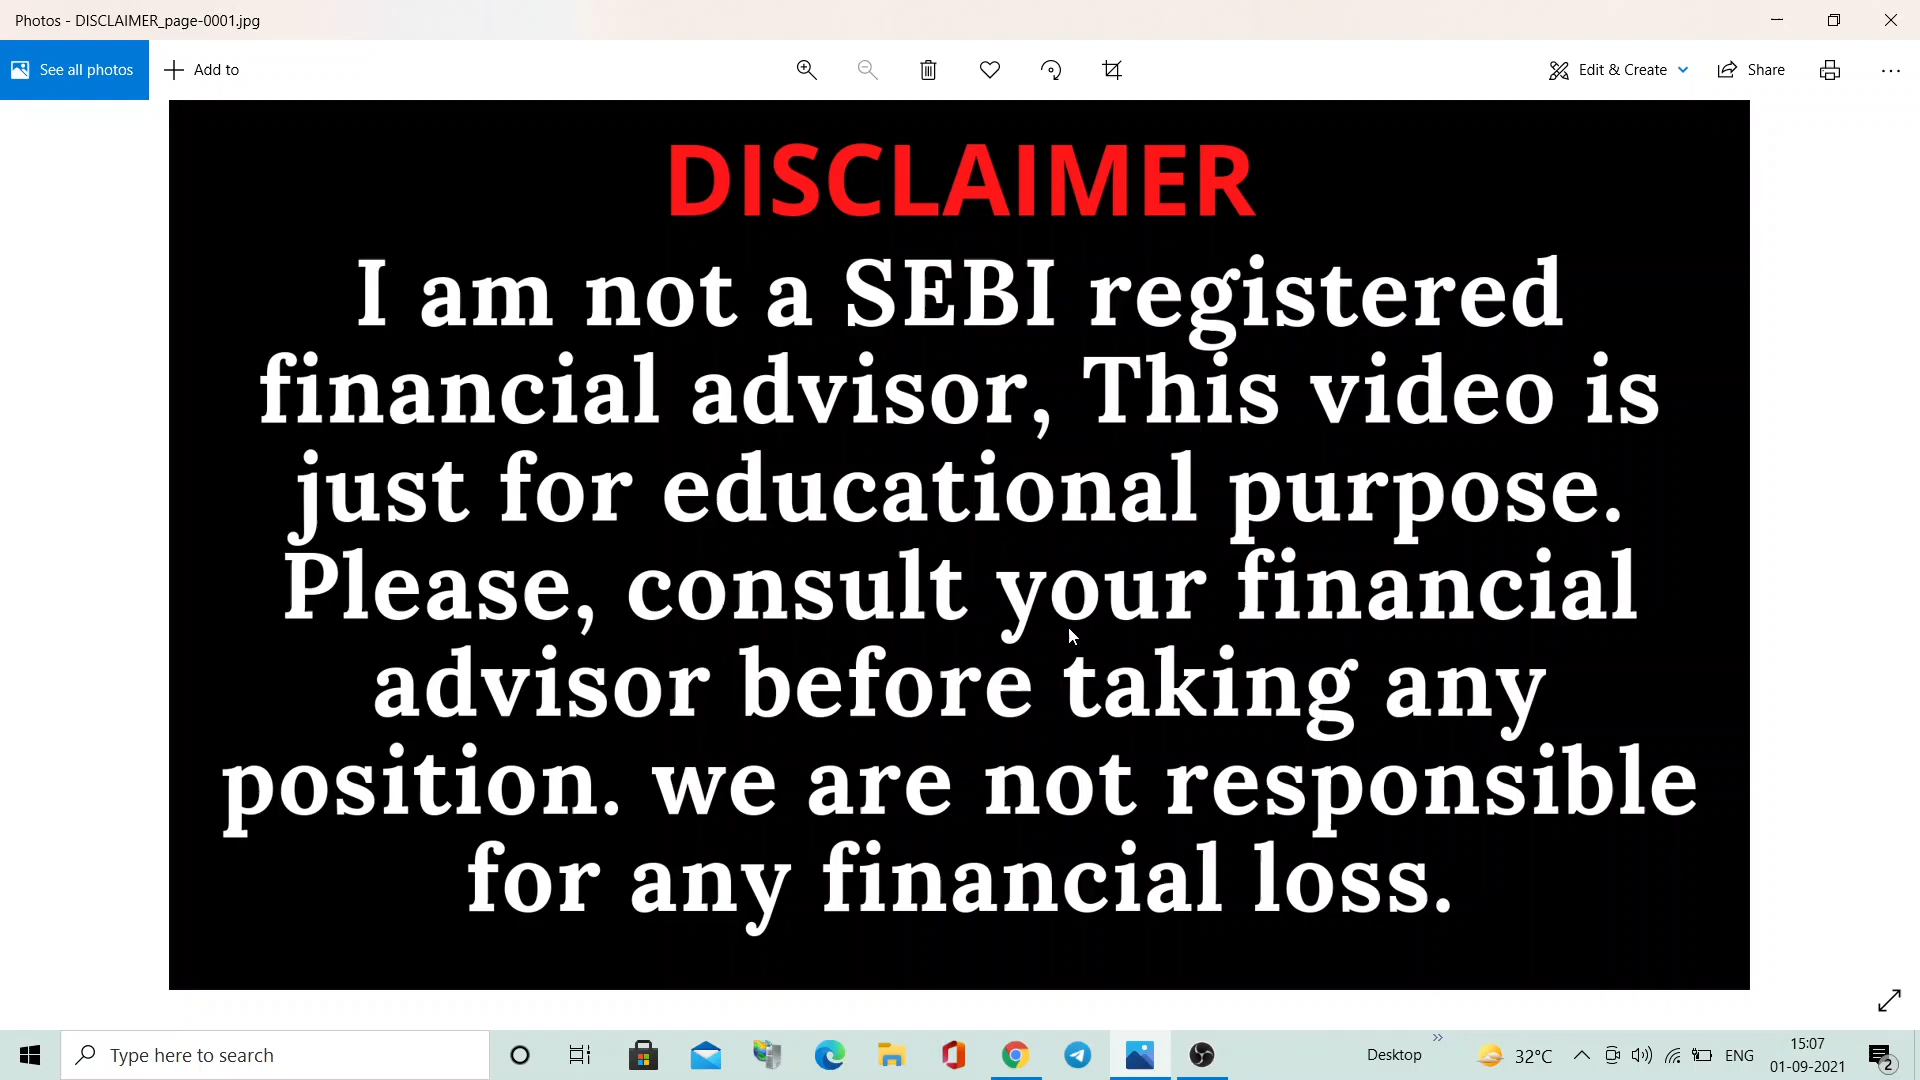 Photos - DISCLAIMER_page-0001.jpg
See all photos
Add to
Edit & Create
Share
DISCLAIMER
I am not a SEBI registered
financial advisor, This video is
just for educational purpose.
Please, consult your financial
advisor before taking any
position. we are not responsible
for any financial loss.
Type here to search
Desktop
32°C
ENG
15:07
01-09-2021
2